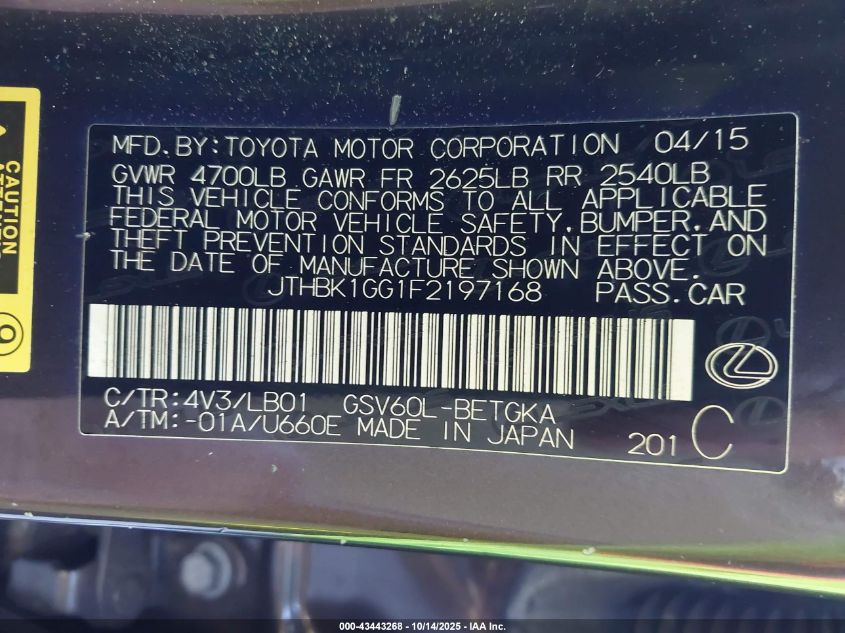 MFD.BY:TOYOTA MOTOR CORPORATION 04/15
GVWR 4700LB GAWR FR 2625LB RR 2540LB
THIS VEHICLE CONFORMS TO ALL APPLICABLE
FEDERAL MOTOR VEHICLE SAFETY,BUMPER,AND
THEFT PREVENTION STANDARDS IN EFFECT ON
THE DATE OF MANUFACTURE SHOWN ABOVE.
JTHBK1GG1F2197168 PASS.CAR
C/TR:4V3/LB01 GSV60L-BETGKA
A/TM:-01A/U660E MADE IN JAPAN 201 C
CAUTION
000-43443268 | 10/14/2025 | IAA Inc.